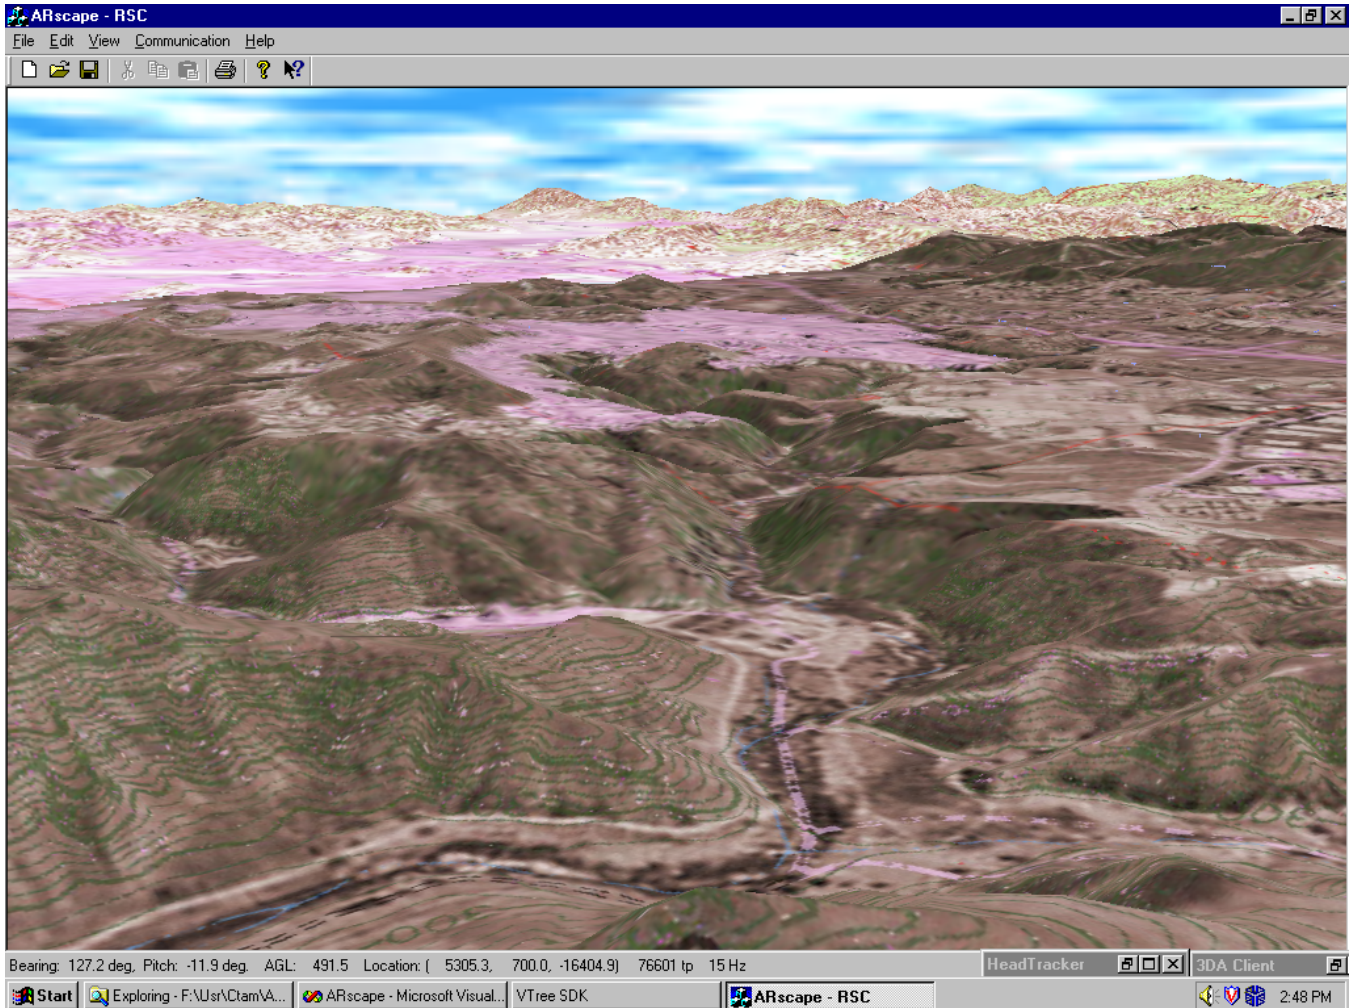 ARscape - RSC
File Edit View Communication Help
Bearing: 127.2 deg, Pitch: -11.9 deg. AGL: 491.5 Location: ( 5305.3, 700.0, -16404.9) 76601 tp 15 Hz
HeadTracker
3DA Client
Start Exploring - F:\Usr\Ctam\A... ARscape - Microsoft Visual... VTree SDK ARscape - RSC 2:48 PM